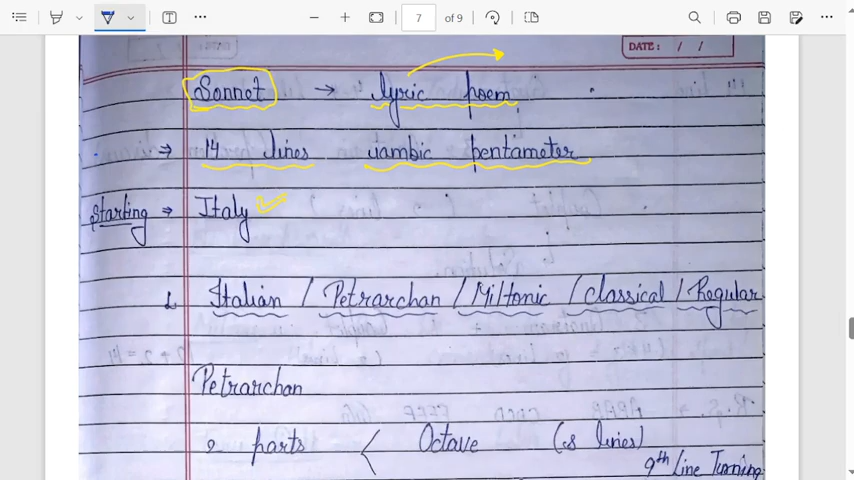 7 of 9
DATE: / /
Sonnet → lyric poem
⇒ 14 lines iambic pentameter
Starting ⇒ Italy
Italian / Petrarchan / Miltonic / classical / Regular
Petrarchan
2 parts < Octave (8 lines)
9th Line Turning